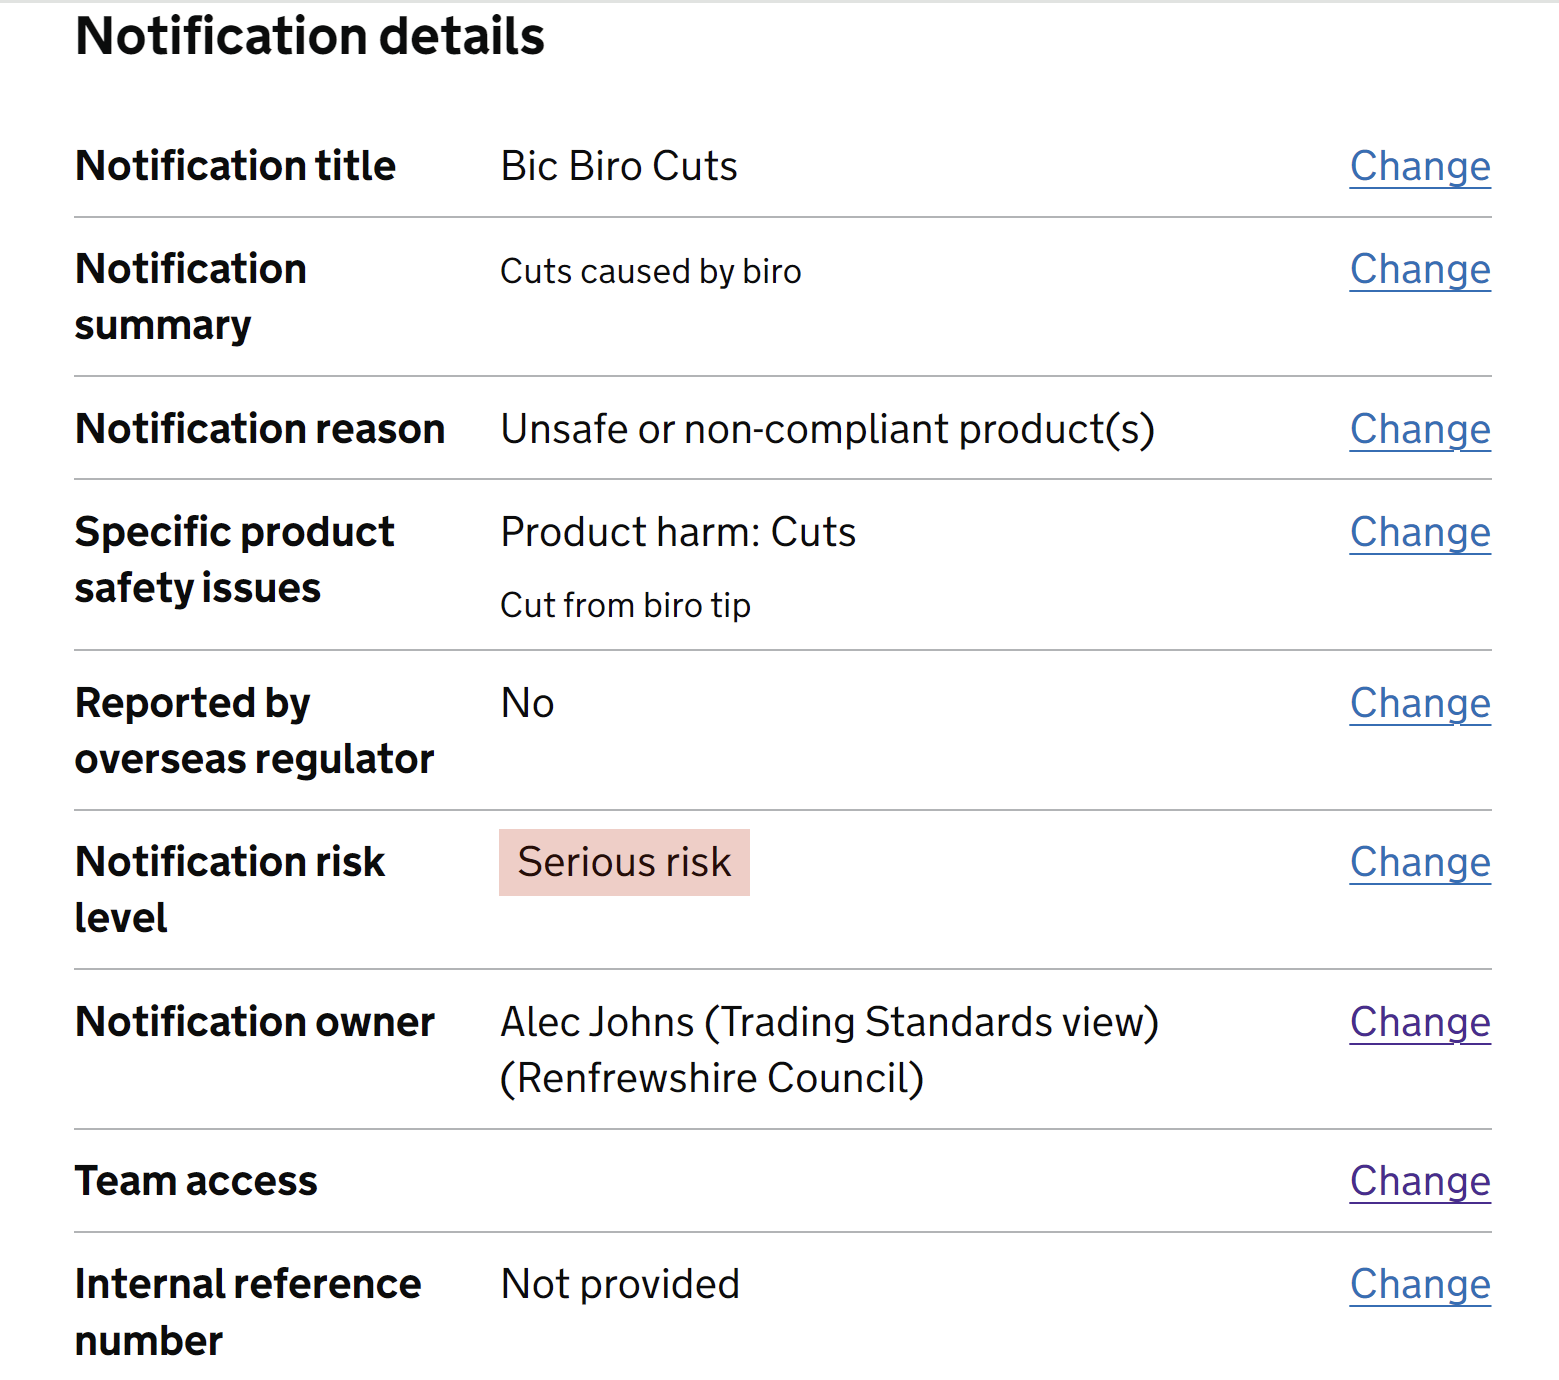 Notification details
Notification title Bic Biro Cuts Change
Notification Cuts caused by biro Change
summary
Notification reason Unsafe or non-compliant product(s) Change
Specific product Product harm: Cuts Change
safety issues
Cut from biro tip
Reported by No Change
overseas regulator
Notification risk Serious risk Change
level
Notification owner Alec Johns (Trading Standards view) Change
(Renfrewshire Council)
Team access Change
Internal reference Not provided Change
number